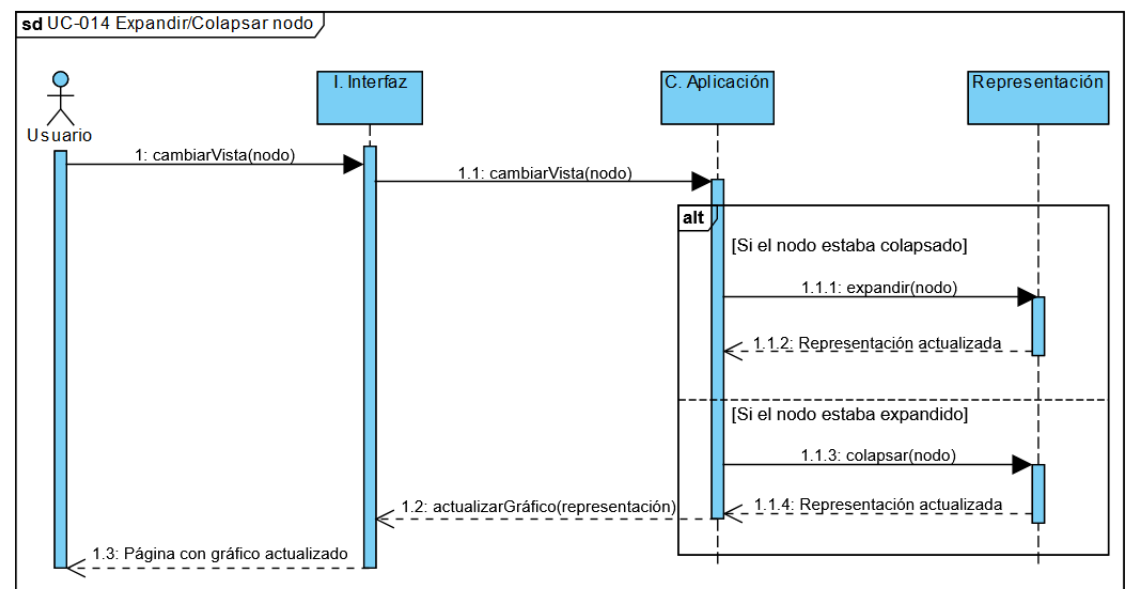 sd UC-014 Expandir/Colapsar nodo
I. Interfaz
C. Aplicación
Representación
Usuario
1: cambiarVista(nodo)
1.1: cambiarVista(nodo)
alt
[Si el nodo estaba colapsado]
1.1.1: expandir(nodo)
1.1.2: Representación actualizada
[Si el nodo estaba expandido]
1.1.3: colapsar(nodo)
1.1.4: Representación actualizada
1.2: actualizarGráfico(representación)
1.3: Página con gráfico actualizado